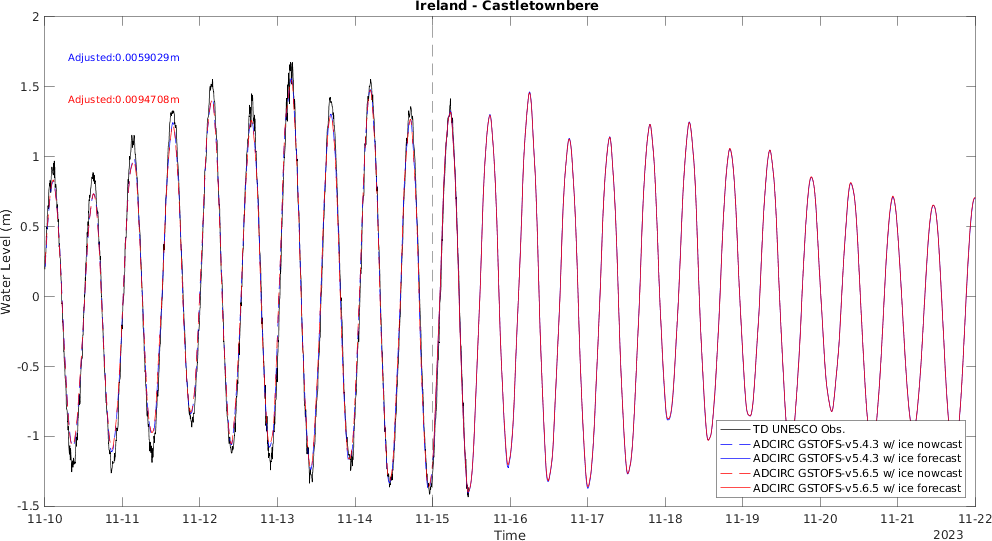 Ireland - Castletownbere
Adjusted:0.0059029m
Adjusted:0.0094708m
Water Level (m)
2
1.5
1
0.5
0
-0.5
-1
-1.5
TD UNESCO Obs.
ADCIRC GSTOFS-v5.4.3 w/ ice nowcast
ADCIRC GSTOFS-v5.4.3 w/ ice forecast
ADCIRC GSTOFS-v5.6.5 w/ ice nowcast
ADCIRC GSTOFS-v5.6.5 w/ ice forecast
11-10 11-11 11-12 11-13 11-14 11-15 11-16 11-17 11-18 11-19 11-20 11-21 11-22
Time
2023